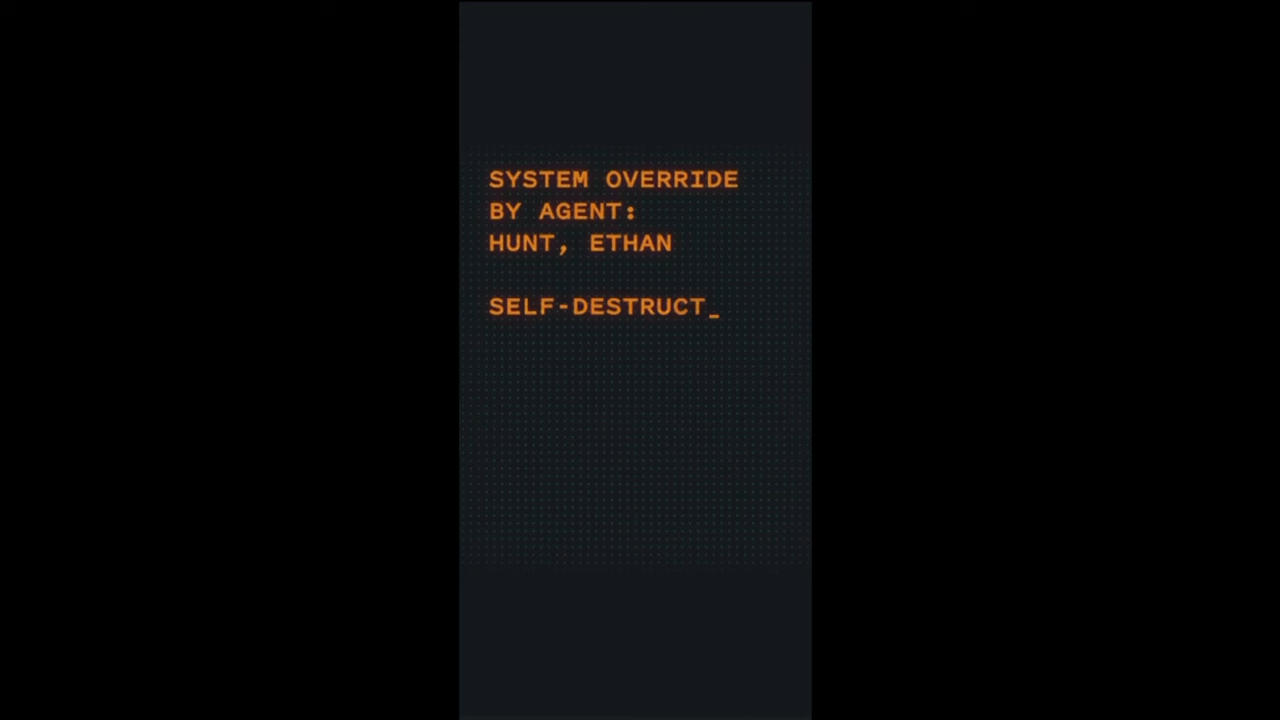 SYSTEM OVERRIDE
BY AGENT:
HUNT, ETHAN
SELF-DESTRUCT_